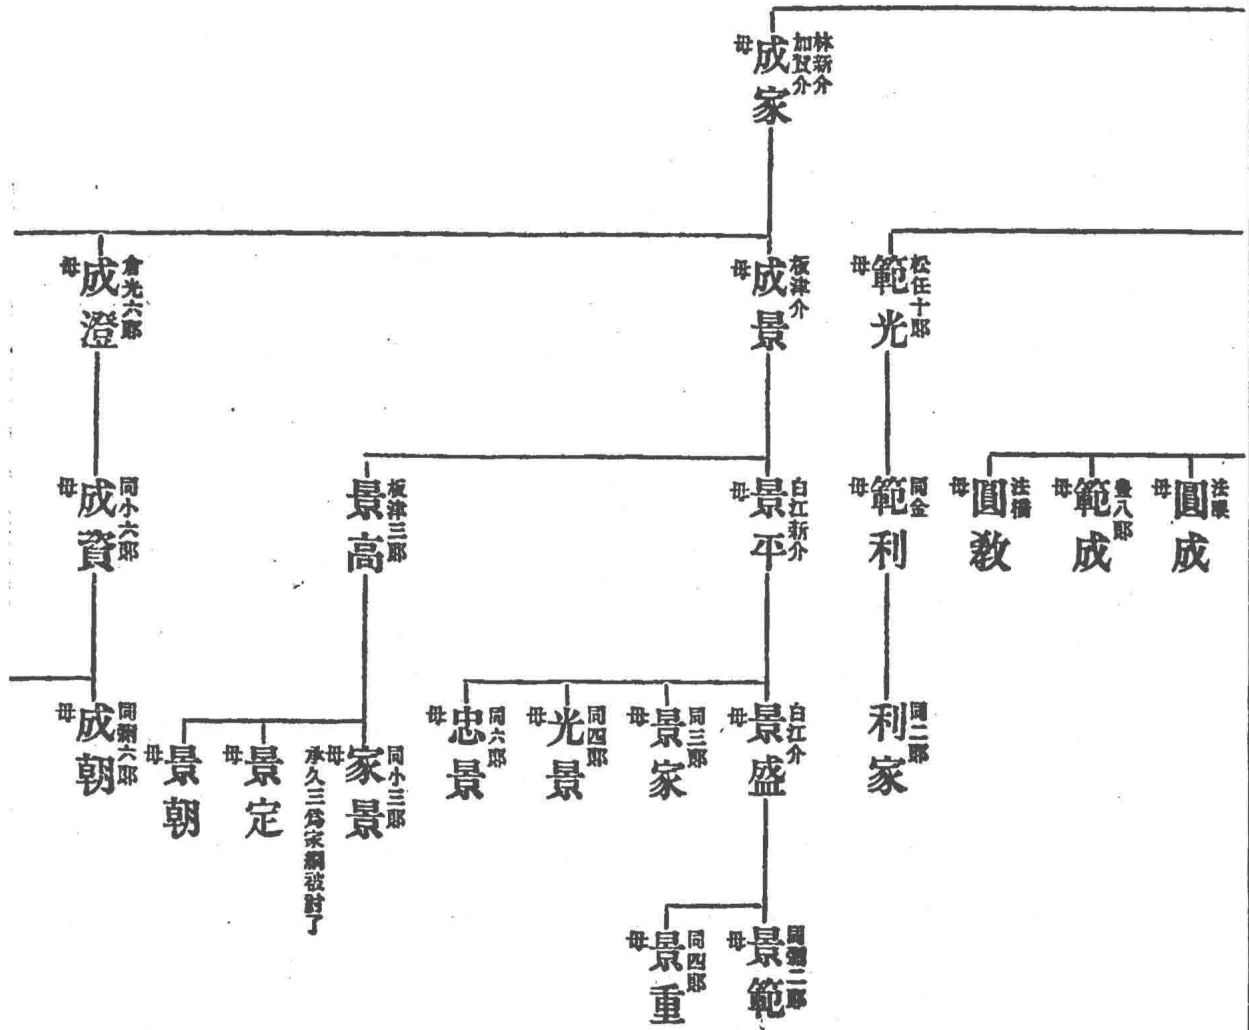 法眼
圓成
母
豊八郎
範成
母
法橋
圓教
母
松任十郎
範光
母
同金
範利
母
同二郎
利家
林新介
加賀介
成家
母
板津介
成景
母
白江新介
景平
母
白江介
景盛
母
同彌二郎
景範
母
同四郎
景重
母
同三郎
景家
母
同四郎
光景
母
同六郎
忠景
母
板津三郎
景高
同小三郎
家景
母
承久三爲家綱被討了
景定
母
景朝
母
倉光六郎
成澄
母
同小六郎
成資
母
同彌六郎
成朝
母